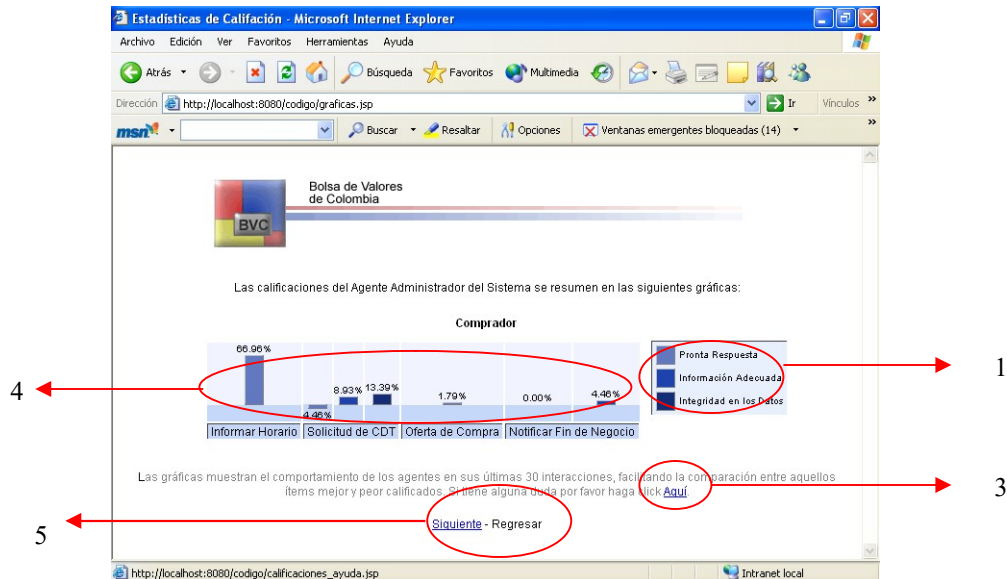 Estadísticas de Califación - Microsoft Internet Explorer
Archivo Edición Ver Favoritos Herramientas Ayuda
Atrás Búsqueda Favoritos Multimedia
Dirección http://localhost:8080/codigo/graficas.jsp Ir Vínculos »
msn Buscar Resaltar Opciones Ventanas emergentes bloqueadas (14) »
Bolsa de Valores
de Colombia
BVC
Las calificaciones del Agente Administrador del Sistema se resumen en las siguientes gráficas:
Comprador
66.96%
4.46%
8.93%
13.39%
1.79%
0.00%
4.46%
Informar Horario Solicitud de CDT Oferta de Compra Notificar Fin de Negocio
Pronta Respuesta
Información Adecuada
Integridad en los Datos
1
4
Las gráficas muestran el comportamiento de los agentes en sus últimas 30 interacciones, facilitando la comparación entre aquellos
ítems mejor y peor calificados. Si tiene alguna duda por favor haga click Aquí.
3
Siguiente - Regresar
5
http://localhost:8080/codigo/calificaciones_ayuda.jsp Intranet local